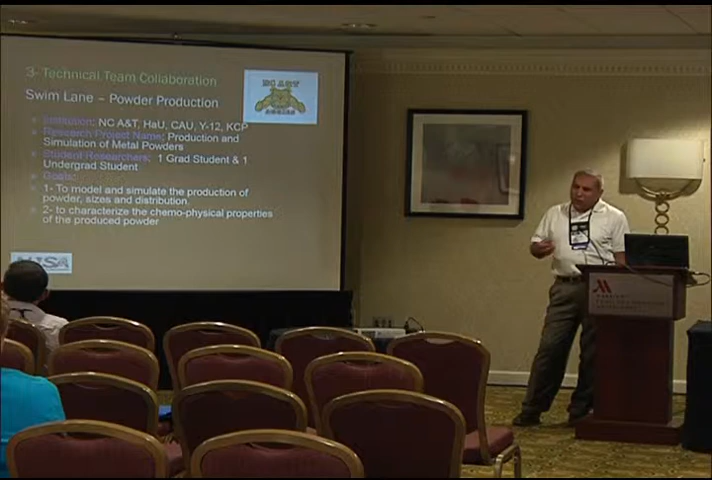 3- Technical Team Collaboration
Swim Lane – Powder Production
NC A&T
Institution: NC A&T, HaU, CAU, Y-12, KCP
Research Project Name: Production and
Simulation of Metal Powders
Student Researchers: 1 Grad Student & 1
Undergrad Student
Goals:
1- To model and simulate the production of
powder, sizes and distribution.
2- to characterize the chemo-physical properties
of the produced powder